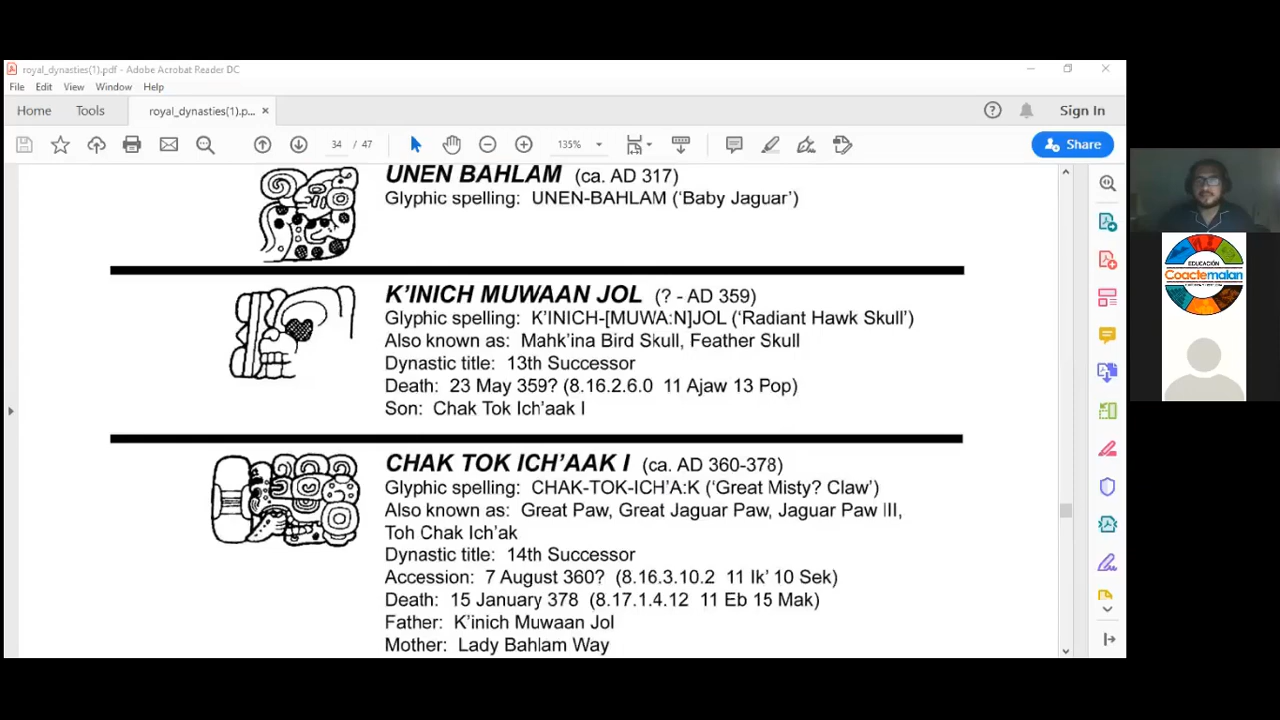 royal_dynasties(1).pdf - Adobe Acrobat Reader DC
File Edit View Window Help
Home Tools royal_dynasties(1).p... ×
Sign In
34 / 47
135%
Share
UNEN BAHLAM (ca. AD 317)
Glyphic spelling: UNEN-BAHLAM (‘Baby Jaguar’)
K’INICH MUWAAN JOL (? - AD 359)
Glyphic spelling: K’INICH-[MUWA:N]JOL (‘Radiant Hawk Skull’)
Also known as: Mahk’ina Bird Skull, Feather Skull
Dynastic title: 13th Successor
Death: 23 May 359? (8.16.2.6.0 11 Ajaw 13 Pop)
Son: Chak Tok Ich’aak I
CHAK TOK ICH’AAK I (ca. AD 360-378)
Glyphic spelling: CHAK-TOK-ICH’A:K (‘Great Misty? Claw’)
Also known as: Great Paw, Great Jaguar Paw, Jaguar Paw III,
Toh Chak Ich’ak
Dynastic title: 14th Successor
Accession: 7 August 360? (8.16.3.10.2 11 Ik’ 10 Sek)
Death: 15 January 378 (8.17.1.4.12 11 Eb 15 Mak)
Father: K’inich Muwaan Jol
Mother: Lady Bahlam Way
EDUCACIÓN
Coactemalan